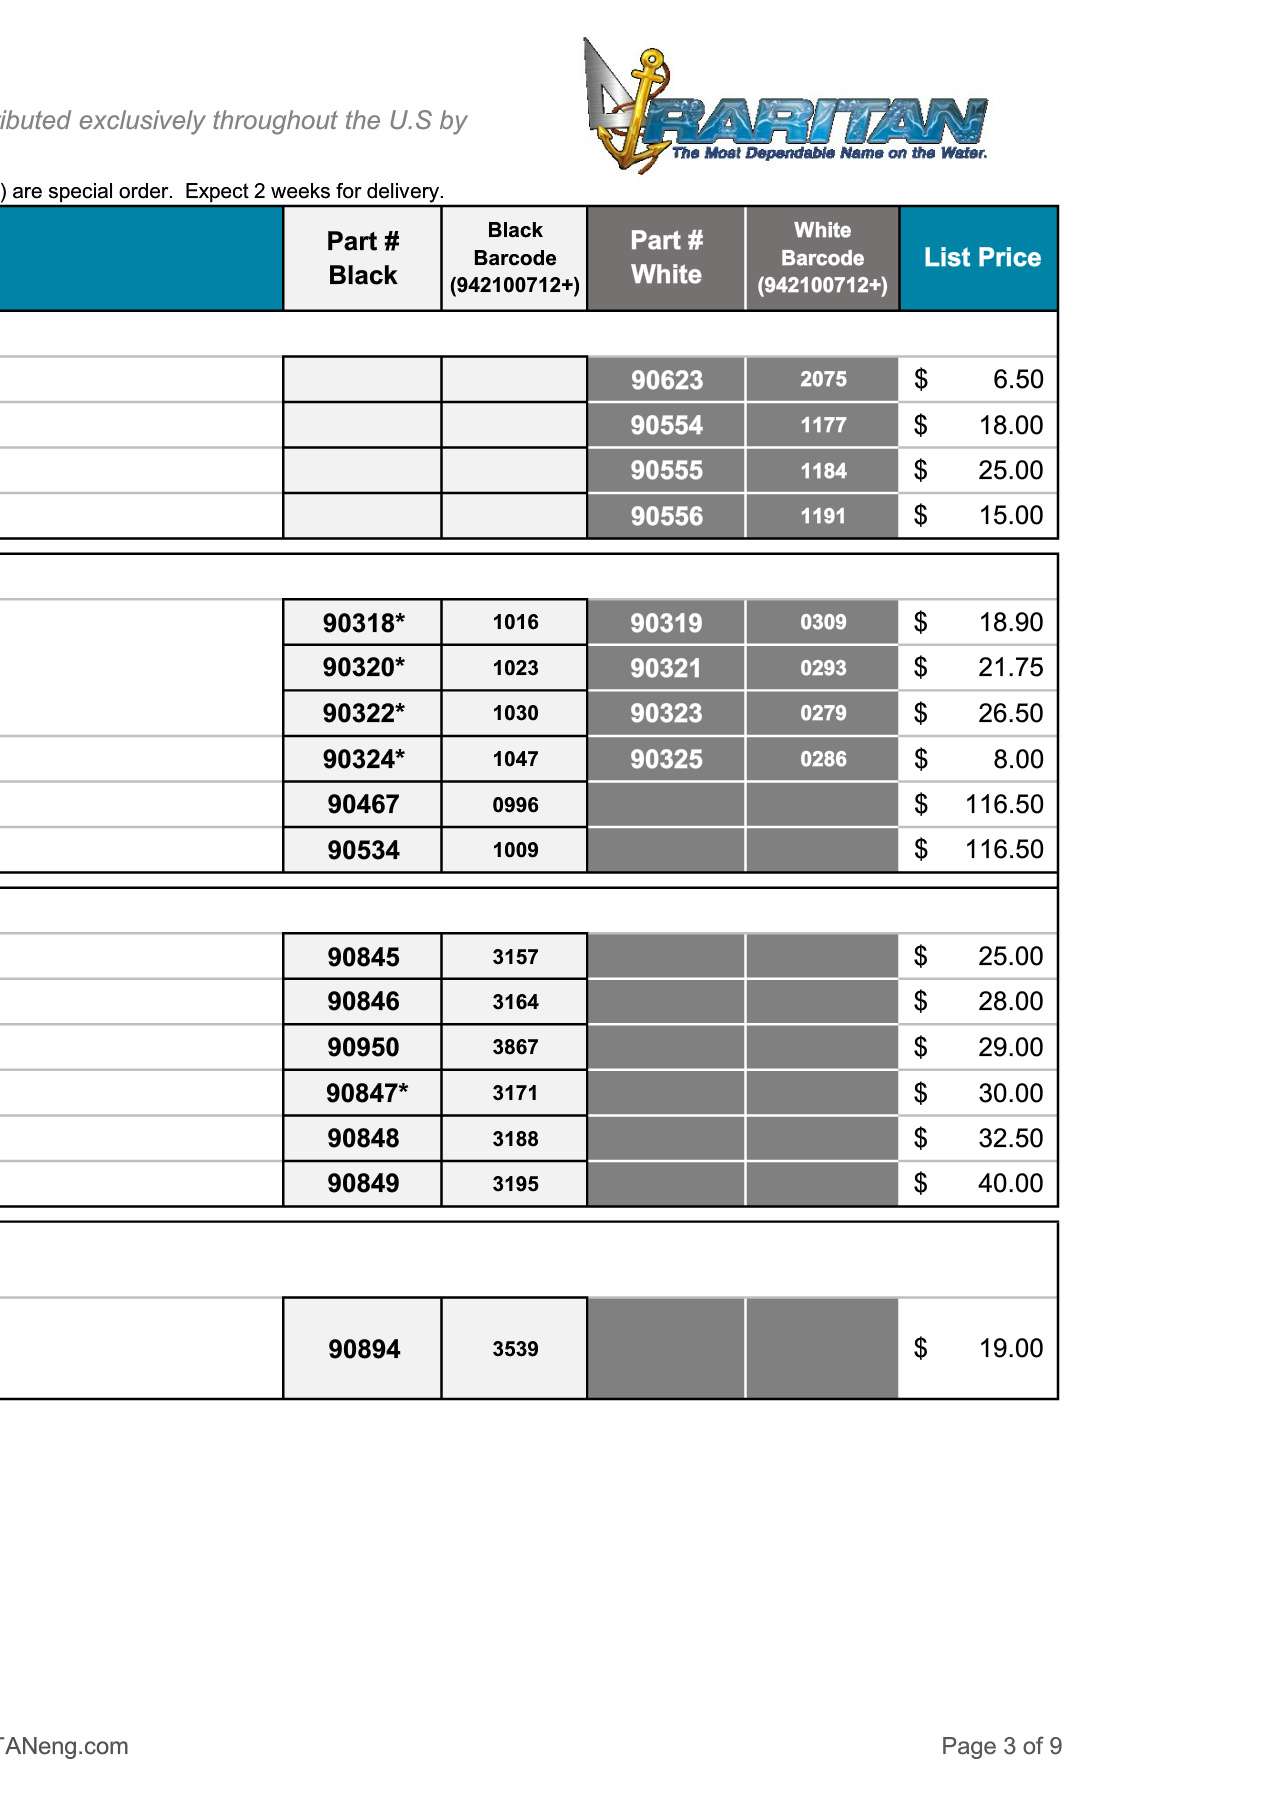 ibuted exclusively throughout the U.S by
RARITAN
The Most Dependable Name on the Water.
) are special order.  Expect 2 weeks for delivery.
Part # Black | Black Barcode (942100712+) | Part # White | White Barcode (942100712+) | List Price
90623 2075 $ 6.50
90554 1177 $ 18.00
90555 1184 $ 25.00
90556 1191 $ 15.00
90318* 1016 90319 0309 $ 18.90
90320* 1023 90321 0293 $ 21.75
90322* 1030 90323 0279 $ 26.50
90324* 1047 90325 0286 $ 8.00
90467 0996 $ 116.50
90534 1009 $ 116.50
90845 3157 $ 25.00
90846 3164 $ 28.00
90950 3867 $ 29.00
90847* 3171 $ 30.00
90848 3188 $ 32.50
90849 3195 $ 40.00
90894 3539 $ 19.00
TANeng.com
Page 3 of 9